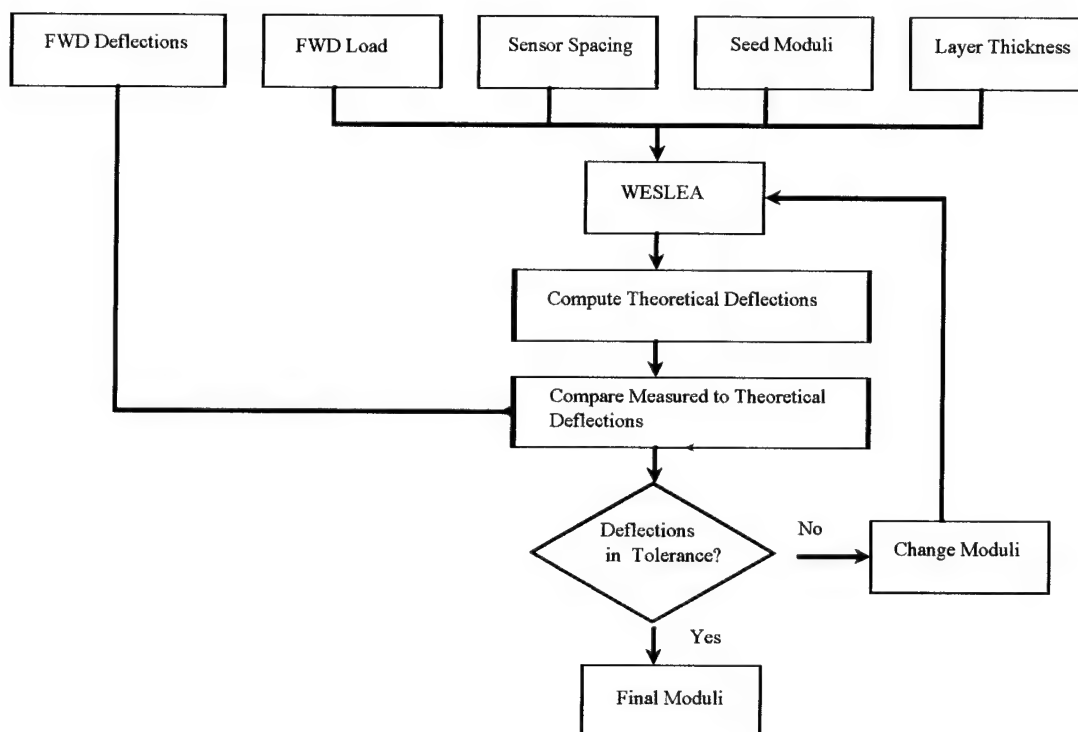 FWD Deflections
FWD Load
Sensor Spacing
Seed Moduli
Layer Thickness
WESLEA
Compute Theoretical Deflections
Compare Measured to Theoretical
Deflections
Deflections
in Tolerance?
No
Change Moduli
Yes
Final Moduli